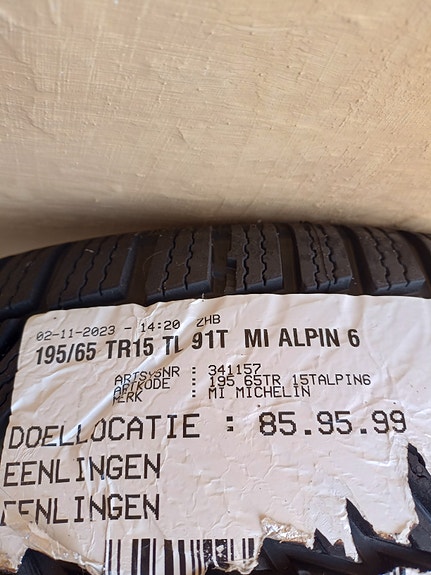 02-11-2023 - 14:20 ZHB
195/65 TR15 TL 91T MI ALPIN 6
ARTSYSNR : 341157
ARTKODE : 195 65TR 15TALPIN6
MERK : MI MICHELIN
DOELLOCATIE : 85.95.99
EENLINGEN
EENLINGEN